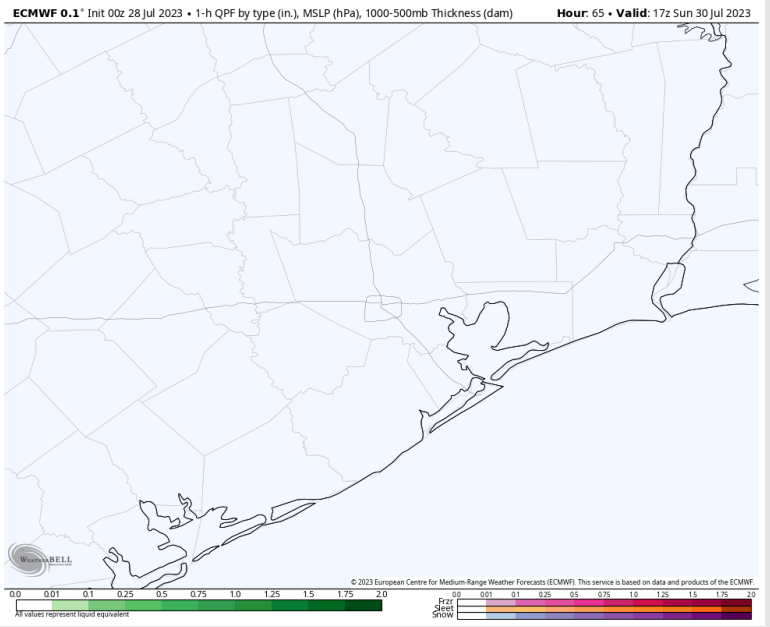 ECMWF 0.1° Init 00z 28 Jul 2023 • 1-h QPF by type (in.), MSLP (hPa), 1000-500mb Thickness (dam) Hour: 65 • Valid: 17z Sun 30 Jul 2023
WEATHERBELL
© 2023 European Centre for Medium-Range Weather Forecasts (ECMWF). This service is based on data and products of the ECMWF.
0.0 0.01 0.1 0.25 0.5 0.75 1.0 1.25 1.5 1.75 2.0
All values represent liquid equivalent
0.0 0.01 0.1 0.25 0.5 0.75 1.0 1.25 1.5 1.75 2.0
Frzr
Sleet
Snow